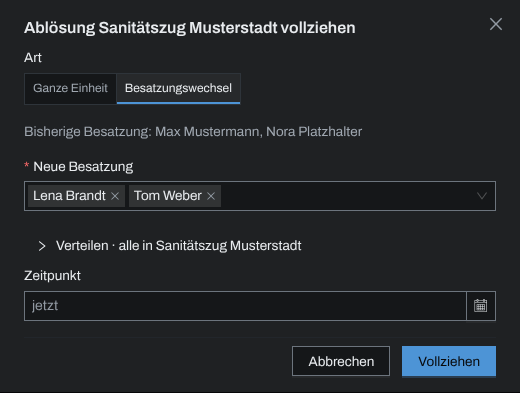 Ablösung Sanitätszug Musterstadt vollziehen
Art
Ganze Einheit Besatzungswechsel
Bisherige Besatzung: Max Mustermann, Nora Platzhalter
* Neue Besatzung
Lena Brandt Tom Weber
Verteilen · alle in Sanitätszug Musterstadt
Zeitpunkt
jetzt
Abbrechen Vollziehen